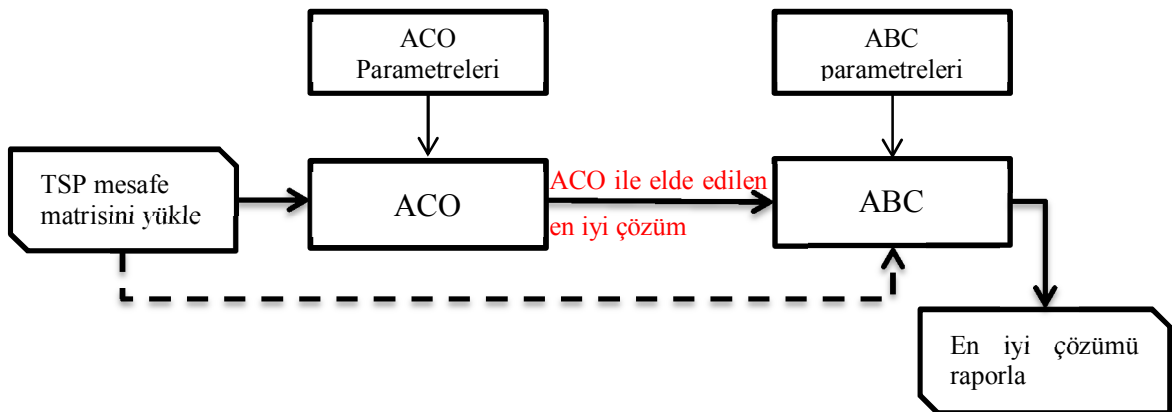 ACO
Parametreleri
ABC
parametreleri
TSP mesafe
matrisini yükle
ACO
ACO ile elde edilen
en iyi çözüm
ABC
En iyi çözümü
raporla